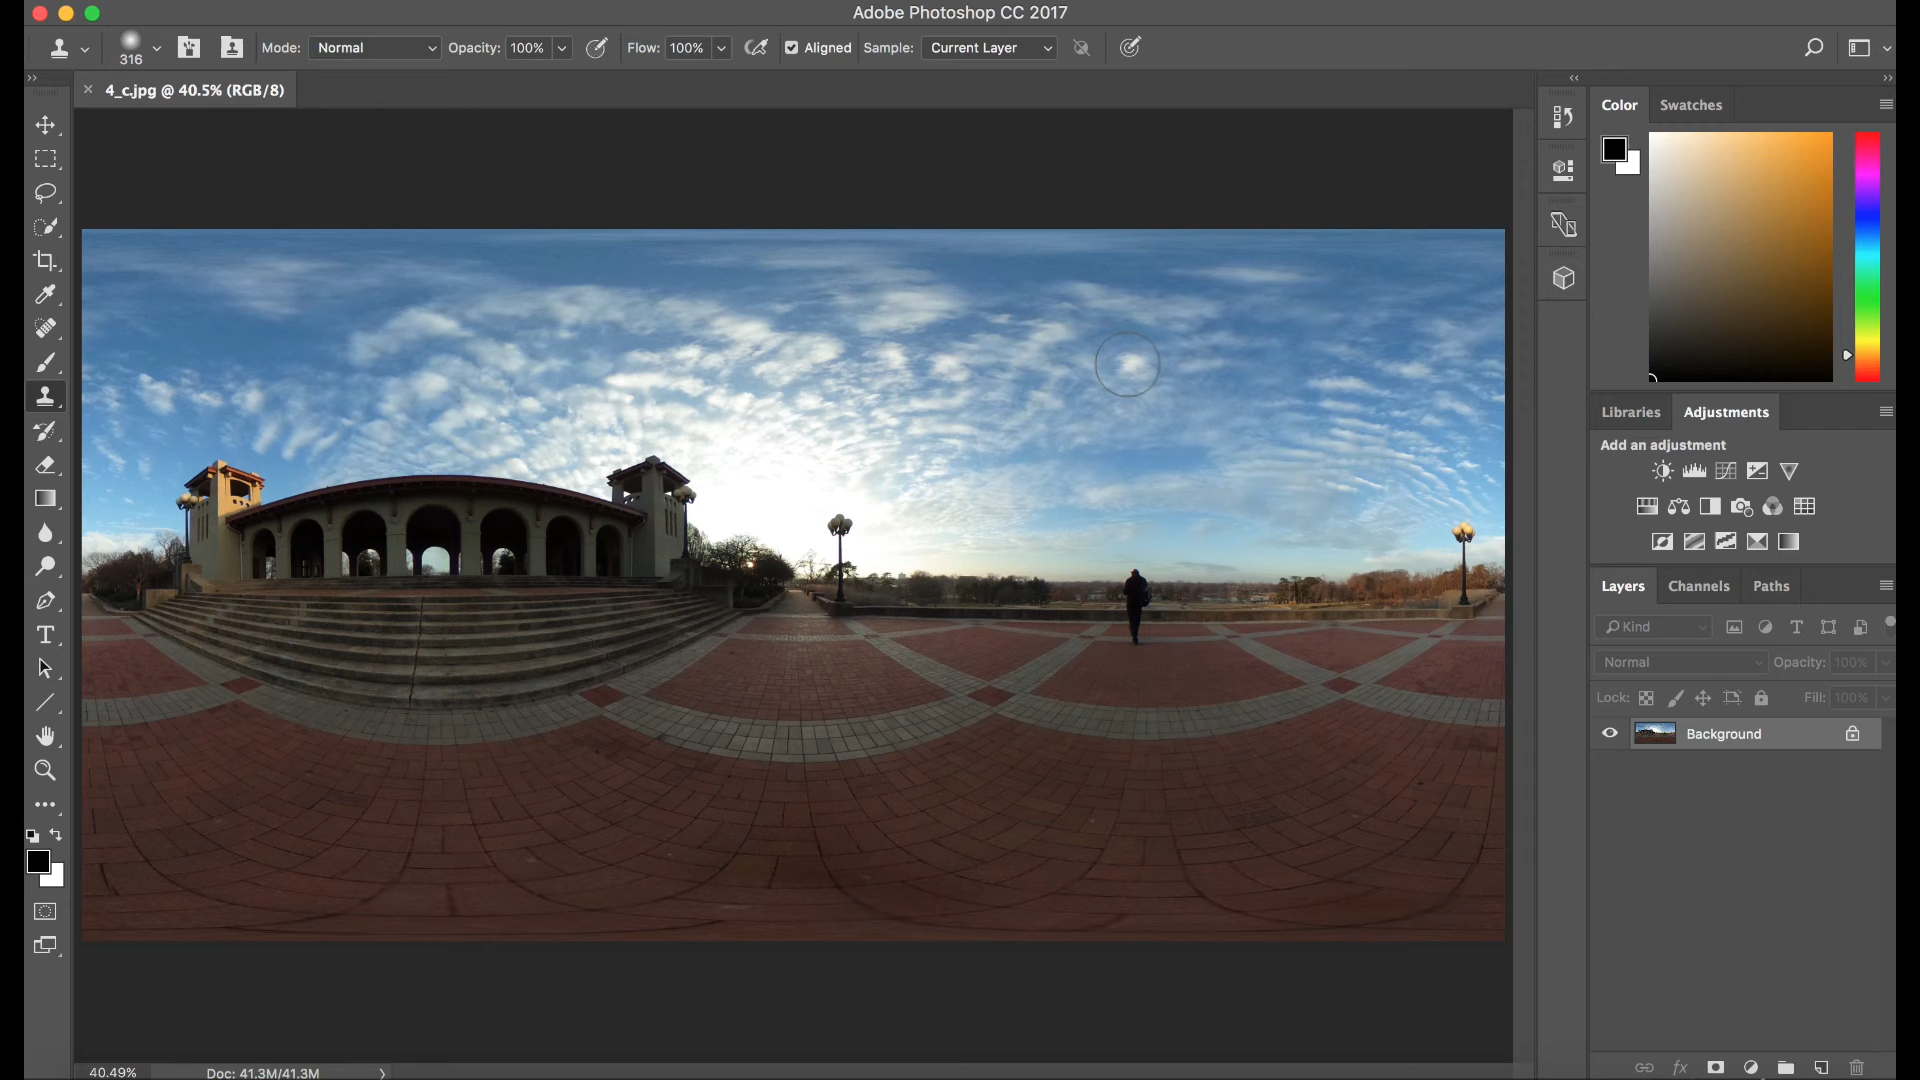 Adobe Photoshop CC 2017
316
Mode: Normal Opacity: 100% Flow: 100% Aligned Sample: Current Layer
4_c.jpg @ 40.5% (RGB/8)
Color Swatches
Libraries Adjustments
Add an adjustment
Layers Channels Paths
Kind
Normal Opacity: 100%
Lock: Fill: 100%
Background
fx
40.49% Doc: 41.3M/41.3M